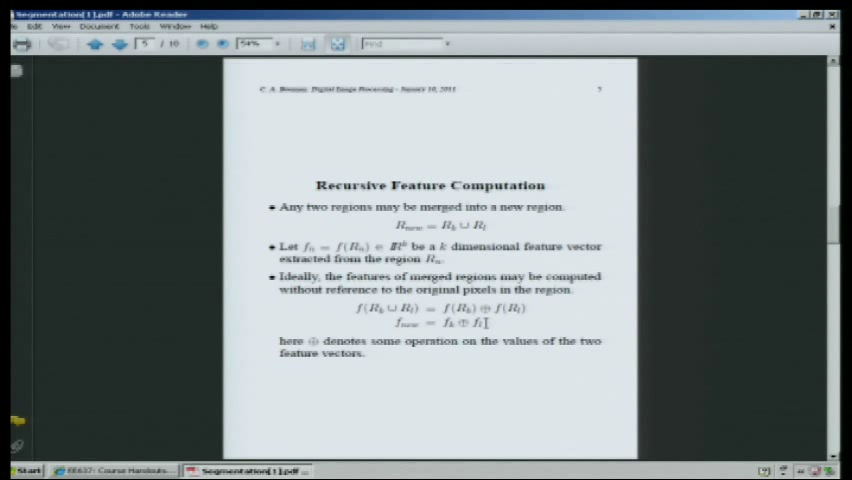 Segmentation[1].pdf - Adobe Reader
Edit View Document Tools Window Help
5 / 10 54% Find
C. A. Bouman: Digital Image Processing - January 10, 2011 5
Recursive Feature Computation
• Any two regions may be merged into a new region.
R_new = R_k ∪ R_l
• Let f_n = f(R_n) ∈ ℝ^k be a k dimensional feature vector
extracted from the region R_n.
• Ideally, the features of merged regions may be computed
without reference to the original pixels in the region.
f(R_k ∪ R_l) = f(R_k) ⊕ f(R_l)
f_new = f_k ⊕ f_l
here ⊕ denotes some operation on the values of the two
feature vectors.
Start EE637: Course Handouts... Segmentation[1].pdf ...